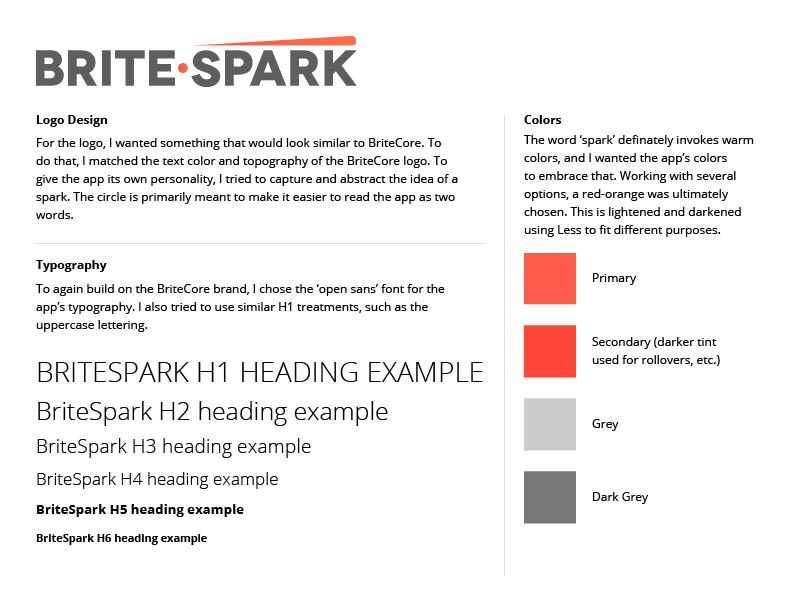 BRITE·SPARK
Logo Design
For the logo, I wanted something that would look similar to BriteCore. To
do that, I matched the text color and topography of the BriteCore logo. To
give the app its own personality, I tried to capture and abstract the idea of a
spark. The circle is primarily meant to make it easier to read the app as two
words.
Typography
To again build on the BriteCore brand, I chose the ‘open sans’ font for the
app’s typography. I also tried to use similar H1 treatments, such as the
uppercase lettering.
BRITESPARK H1 HEADING EXAMPLE
BriteSpark H2 heading example
BriteSpark H3 heading example
BriteSpark H4 heading example
BriteSpark H5 heading example
BriteSpark H6 heading example
Colors
The word ‘spark’ definately invokes warm
colors, and I wanted the app’s colors
to embrace that. Working with several
options, a red-orange was ultimately
chosen. This is lightened and darkened
using Less to fit different purposes.
Primary
Secondary (darker tint
used for rollovers, etc.)
Grey
Dark Grey